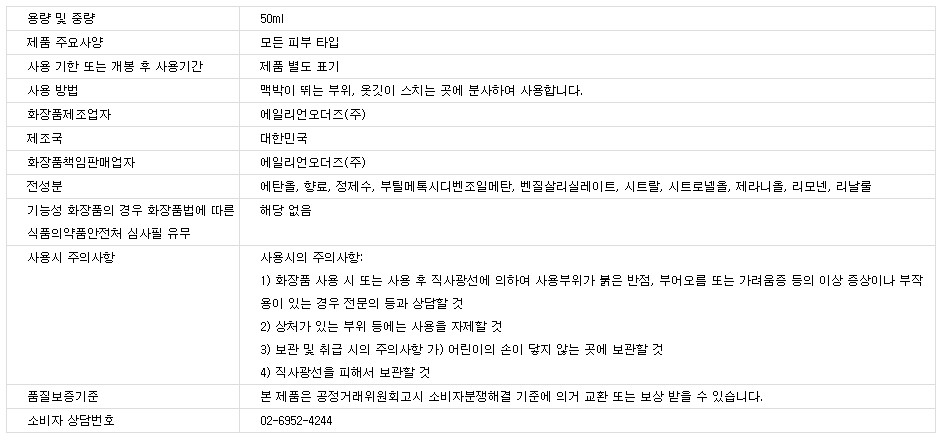 용량 및 중량 50ml
제품 주요사양 모든 피부 타입
사용 기한 또는 개봉 후 사용기간 제품 별도 표기
사용 방법 맥박이 뛰는 부위, 옷깃이 스치는 곳에 분사하여 사용합니다.
화장품제조업자 에일리언오더즈(주)
제조국 대한민국
화장품책임판매업자 에일리언오더즈(주)
전성분 에탄올, 향료, 정제수, 부틸메톡시디벤조일메탄, 벤질살리실레이트, 시트랄, 시트로넬올, 제라니올, 리모넨, 리날룰
기능성 화장품의 경우 화장품법에 따른 해당 없음
식품의약품안전처 심사필 유무
사용시 주의사항 사용시의 주의사항:
1) 화장품 사용 시 또는 사용 후 직사광선에 의하여 사용부위가 붉은 반점, 부어오름 또는 가려움증 등의 이상 증상이나 부작
용이 있는 경우 전문의 등과 상담할 것
2) 상처가 있는 부위 등에는 사용을 자제할 것
3) 보관 및 취급 시의 주의사항 가) 어린이의 손이 닿지 않는 곳에 보관할 것
4) 직사광선을 피해서 보관할 것
품질보증기준 본 제품은 공정거래위원회고시 소비자분쟁해결 기준에 의거 교환 또는 보상 받을 수 있습니다.
소비자 상담번호 02-6952-4244